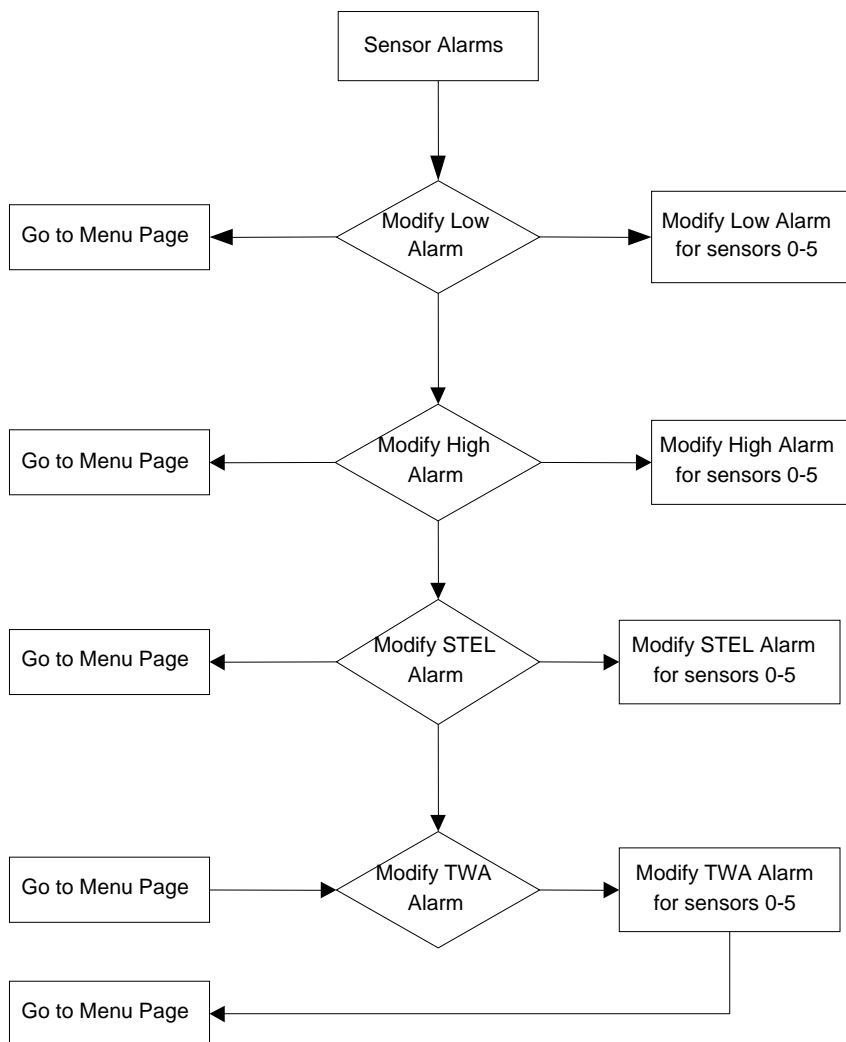 Sensor Alarms
Go to Menu Page
Modify Low
Alarm
Modify Low Alarm
for sensors 0-5
Go to Menu Page
Modify High
Alarm
Modify High Alarm
for sensors 0-5
Go to Menu Page
Modify STEL
Alarm
Modify STEL Alarm
for sensors 0-5
Go to Menu Page
Modify TWA
Alarm
Modify TWA Alarm
for sensors 0-5
Go to Menu Page